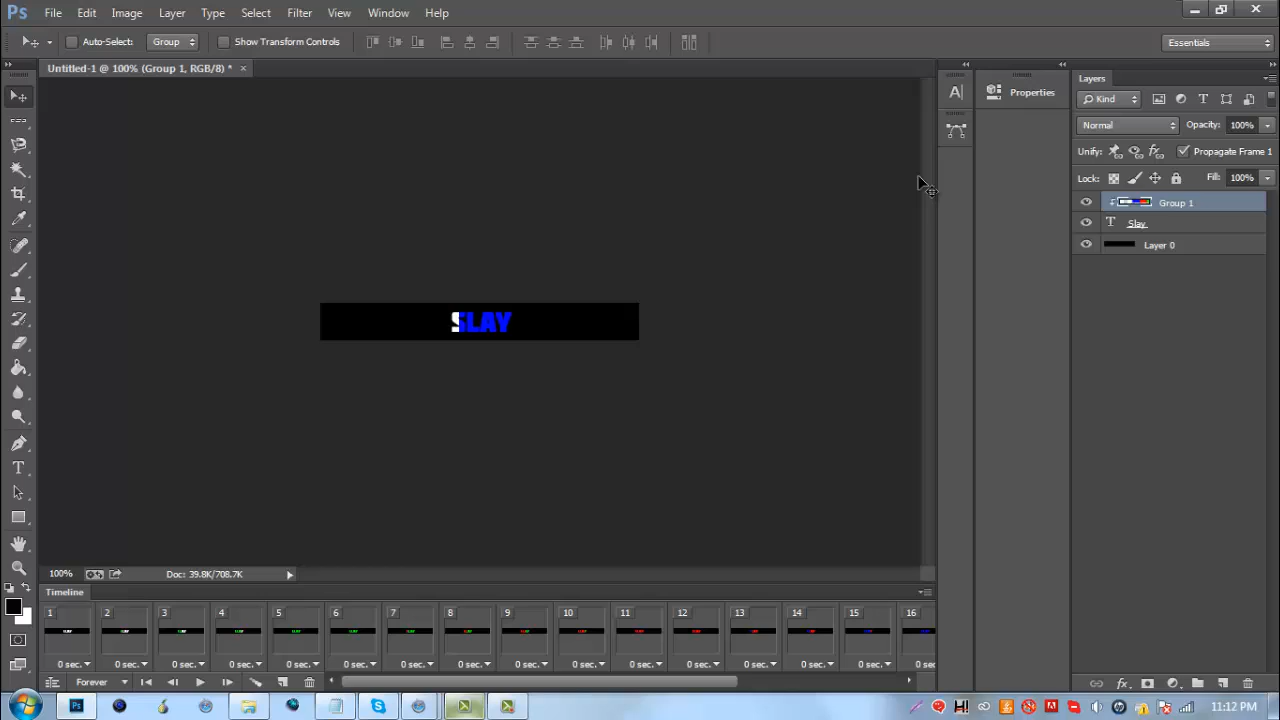 Ps File Edit Image Layer Type Select Filter View Window Help
Auto-Select: Group Show Transform Controls Essentials
Untitled-1 @ 100% (Group 1, RGB/8) * ×
A Properties
Layers
Kind T
Normal Opacity: 100%
Unify: Propagate Frame 1
Lock: Fill: 100%
Group 1
T Slay
Layer 0
SLAY
T
100% Doc: 39.8K/708.7K
Timeline
1 2 3 4 5 6 7 8 9 10 11 12 13 14 15 16
0 sec. 0 sec. 0 sec. 0 sec. 0 sec. 0 sec. 0 sec. 0 sec. 0 sec. 0 sec. 0 sec. 0 sec. 0 sec. 0 sec. 0 sec. 0 sec
Forever
fx
Ps 11:12 PM